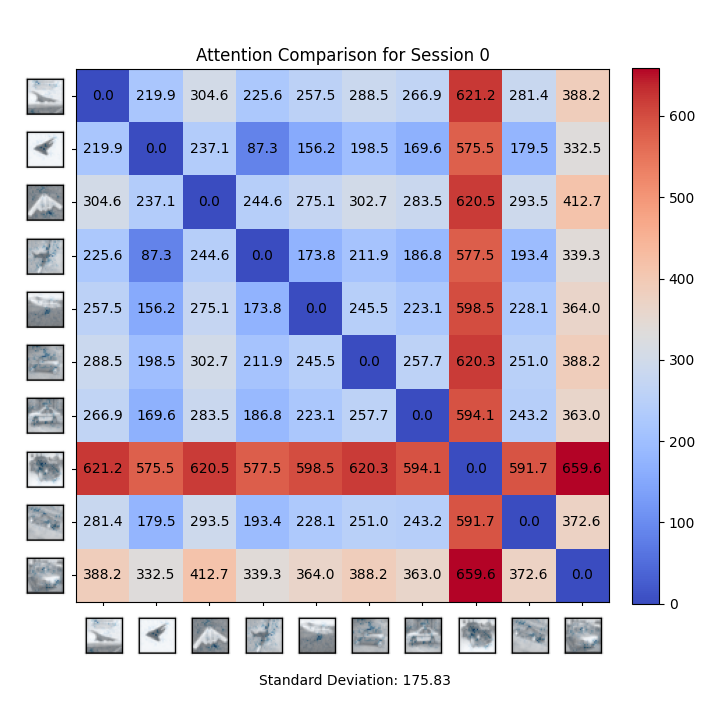 Attention Comparison for Session 0
0.0 219.9 304.6 225.6 257.5 288.5 266.9 621.2 281.4 388.2
219.9 0.0 237.1 87.3 156.2 198.5 169.6 575.5 179.5 332.5
304.6 237.1 0.0 244.6 275.1 302.7 283.5 620.5 293.5 412.7
225.6 87.3 244.6 0.0 173.8 211.9 186.8 577.5 193.4 339.3
257.5 156.2 275.1 173.8 0.0 245.5 223.1 598.5 228.1 364.0
288.5 198.5 302.7 211.9 245.5 0.0 257.7 620.3 251.0 388.2
266.9 169.6 283.5 186.8 223.1 257.7 0.0 594.1 243.2 363.0
621.2 575.5 620.5 577.5 598.5 620.3 594.1 0.0 591.7 659.6
281.4 179.5 293.5 193.4 228.1 251.0 243.2 591.7 0.0 372.6
388.2 332.5 412.7 339.3 364.0 388.2 363.0 659.6 372.6 0.0
600
500
400
300
200
100
0
Standard Deviation: 175.83